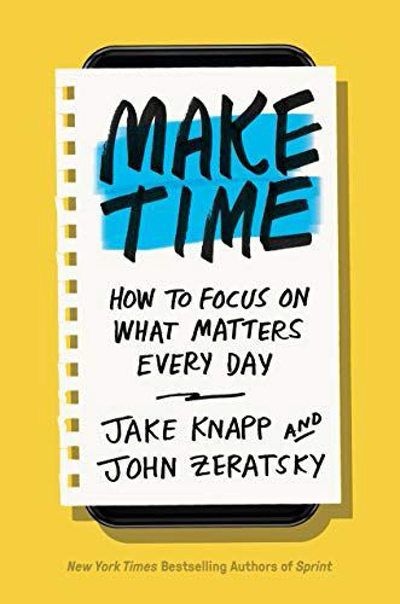 MAKE
TIME
HOW TO FOCUS ON
WHAT MATTERS
EVERY DAY
JAKE KNAPP AND
JOHN ZERATSKY
New York Times Bestselling Authors of Sprint